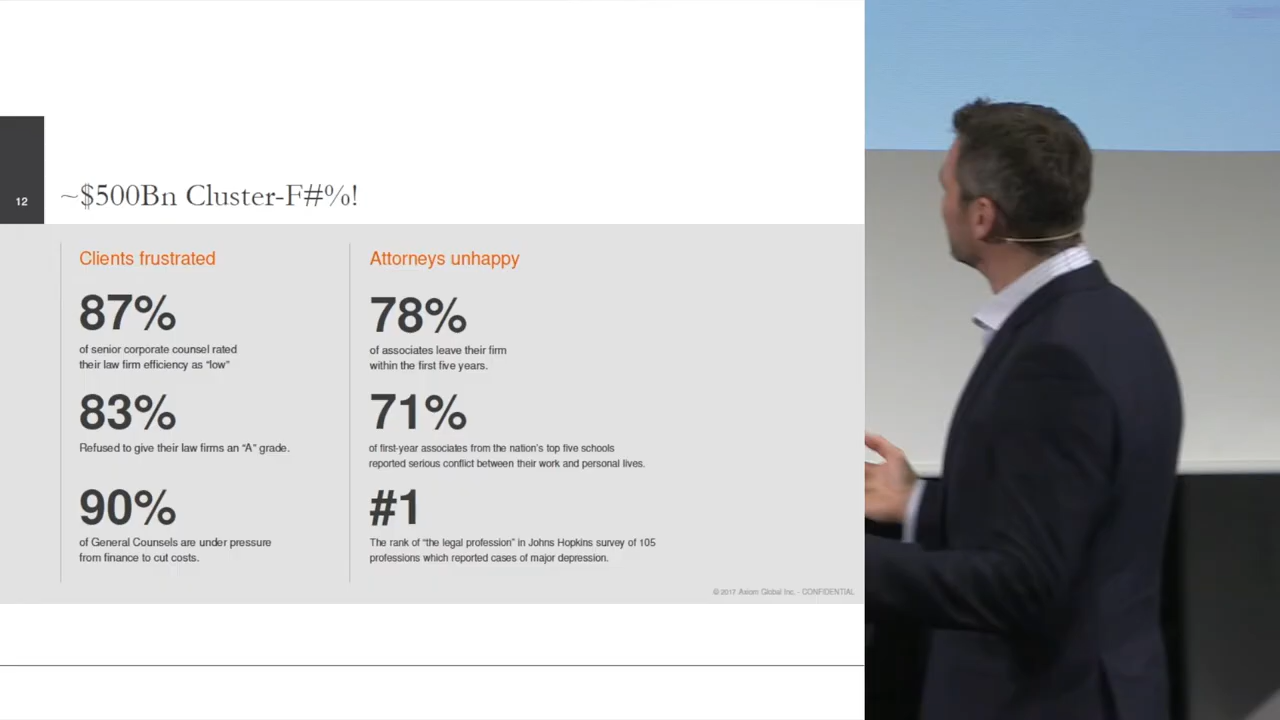 12
~$500Bn Cluster-F#%!
Clients frustrated
87%
of senior corporate counsel rated
their law firm efficiency as “low”
83%
Refused to give their law firms an “A” grade.
90%
of General Counsels are under pressure
from finance to cut costs.
Attorneys unhappy
78%
of associates leave their firm
within the first five years.
71%
of first-year associates from the nation’s top five schools
reported serious conflict between their work and personal lives.
#1
The rank of “the legal profession” in Johns Hopkins survey of 105
professions which reported cases of major depression.
© 2017 Axiom Global Inc. - CONFIDENTIAL